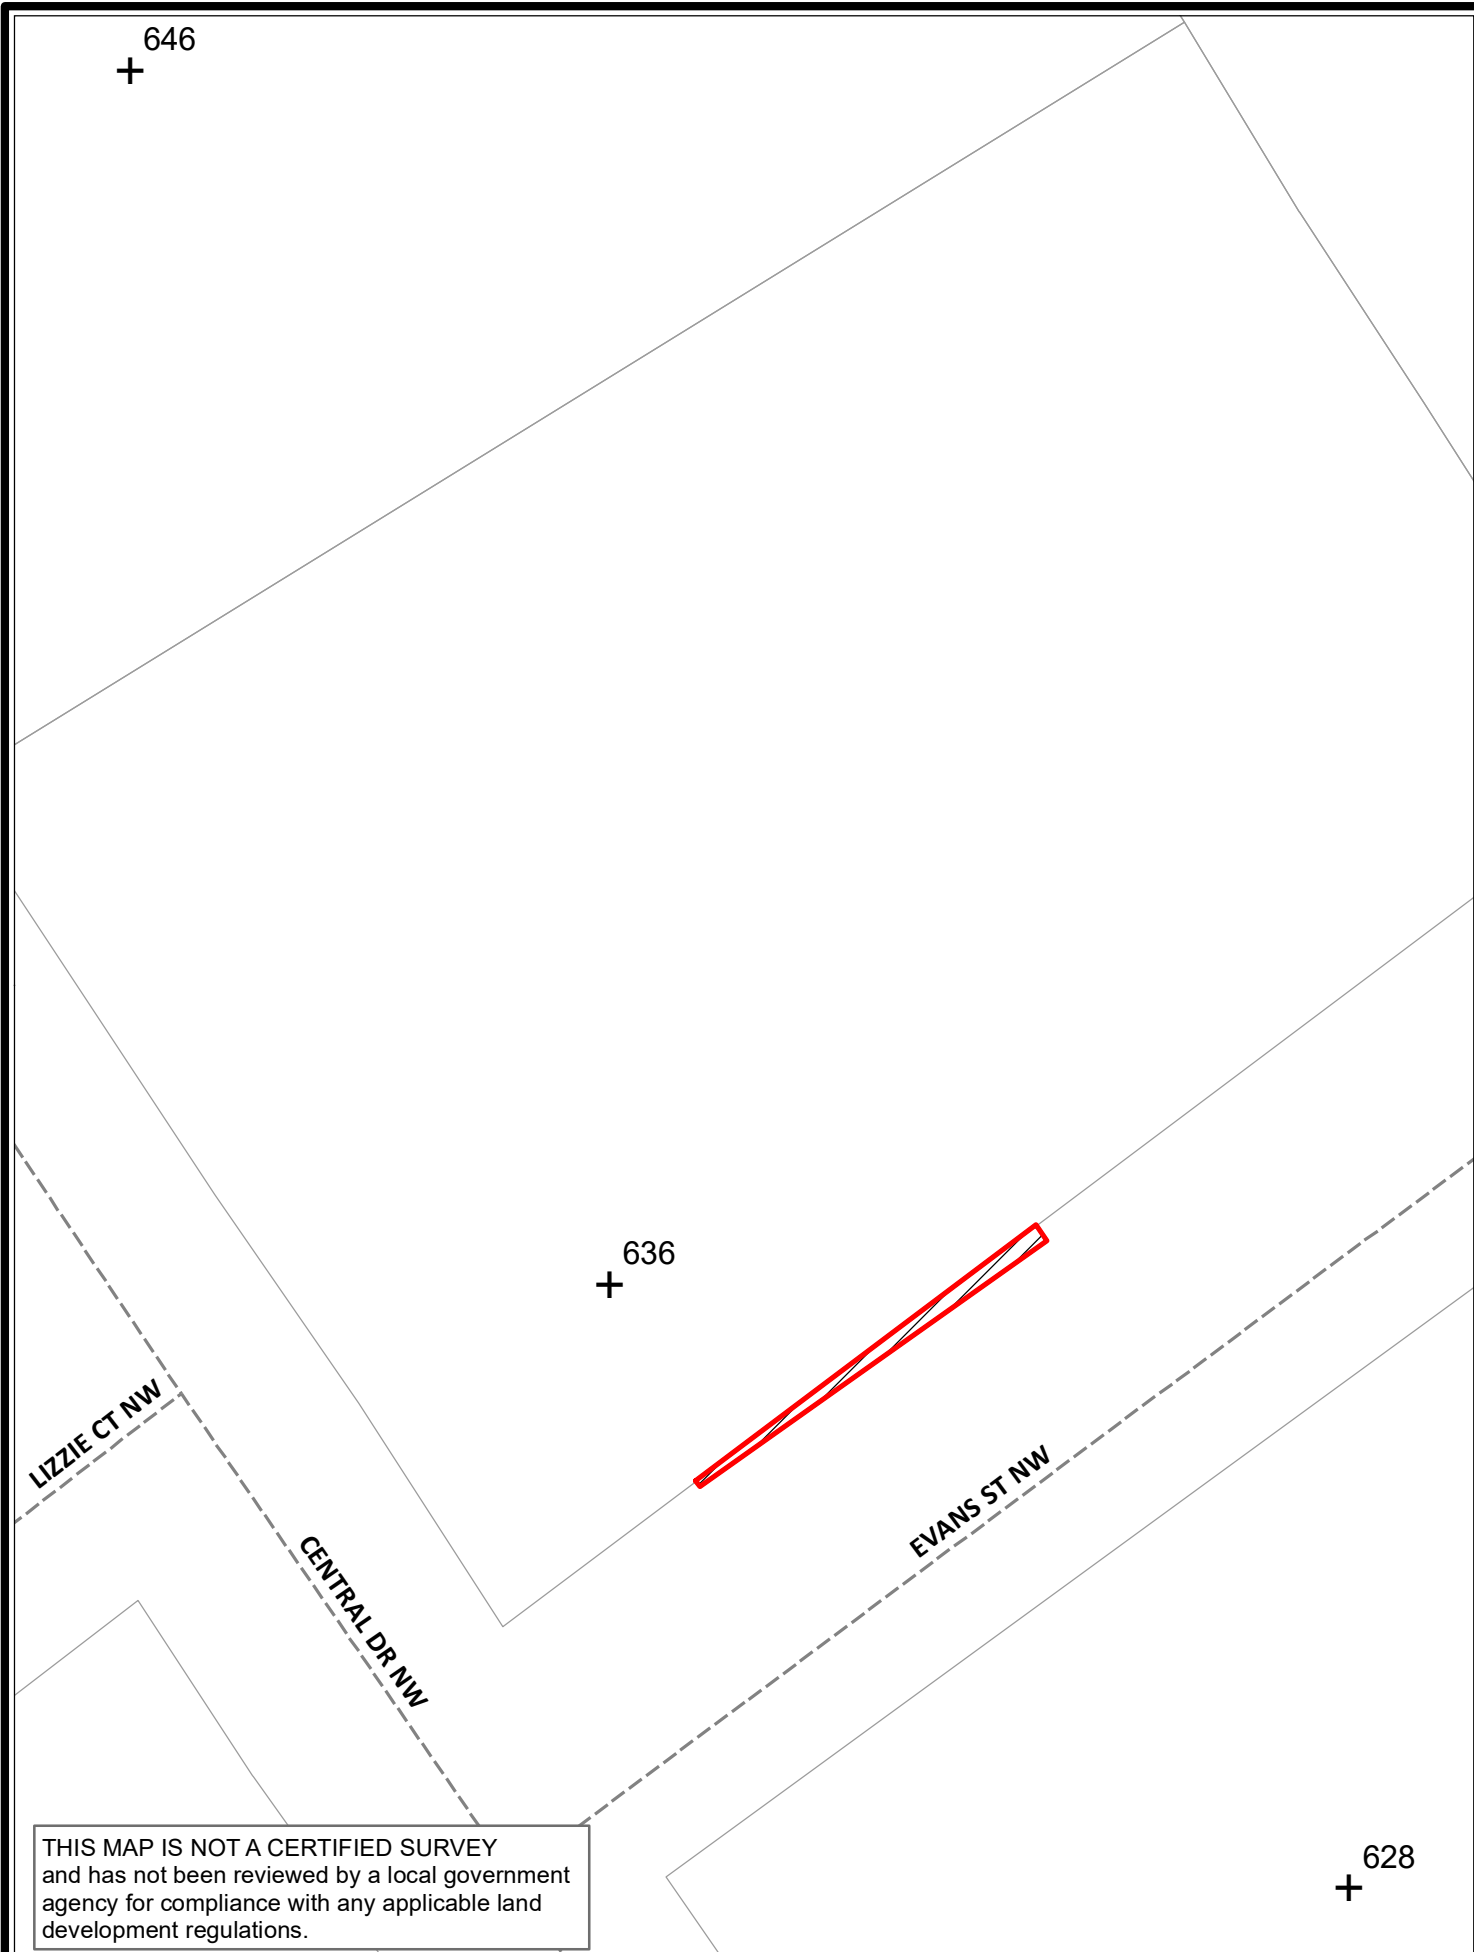 646
636
LIZZIE CT NW
EVANS ST NW
CENTRAL DR NW
THIS MAP IS NOT A CERTIFIED SURVEY
and has not been reviewed by a local government
agency for compliance with any applicable land
development regulations.
628